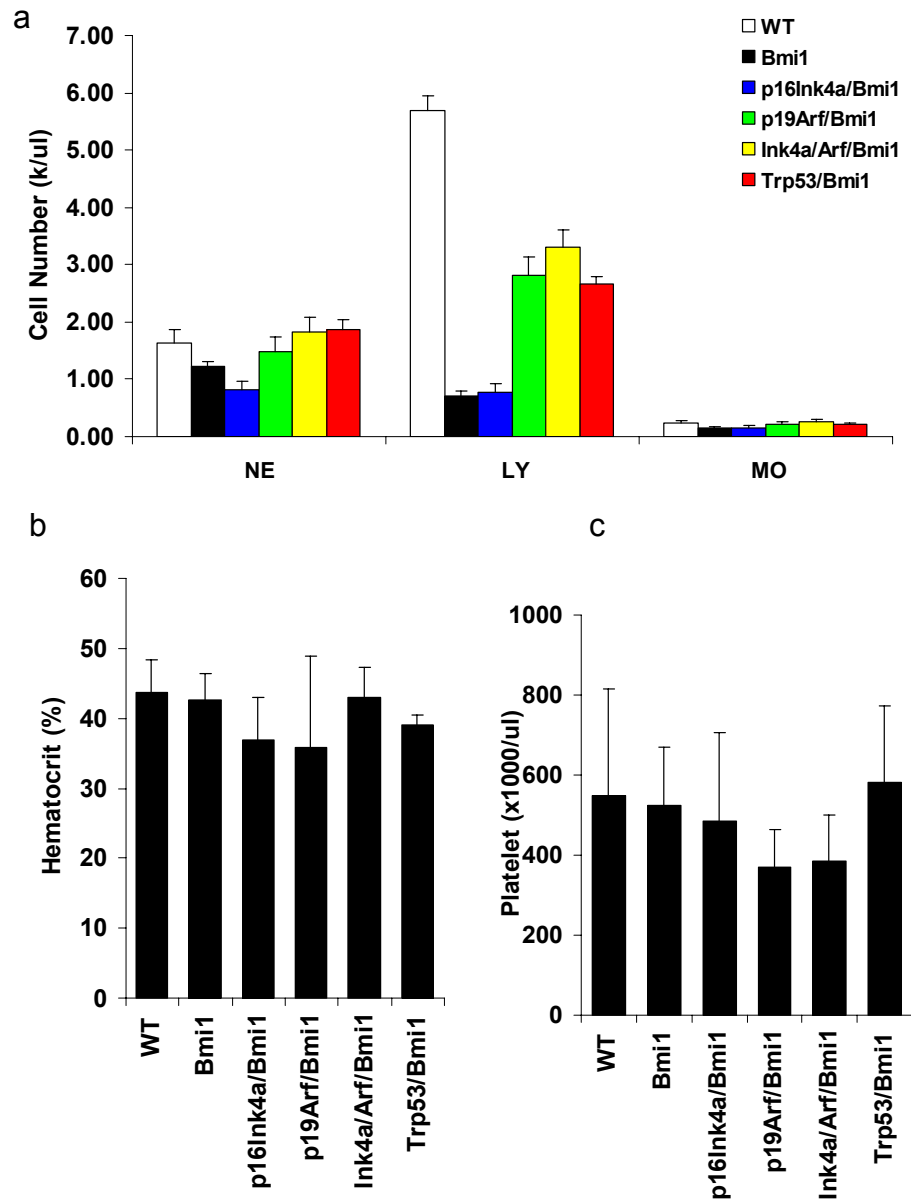 a
Cell Number (k/ul)
7.00
6.00
5.00
4.00
3.00
2.00
1.00
0.00
NE
LY
MO
WT
Bmi1
p16Ink4a/Bmi1
p19Arf/Bmi1
Ink4a/Arf/Bmi1
Trp53/Bmi1
b
Hematocrit (%)
60
50
40
30
20
10
0
WT
Bmi1
p16Ink4a/Bmi1
p19Arf/Bmi1
Ink4a/Arf/Bmi1
Trp53/Bmi1
c
Platelet (x1000/ul)
1000
800
600
400
200
0
WT
Bmi1
p16Ink4a/Bmi1
p19Arf/Bmi1
Ink4a/Arf/Bmi1
Trp53/Bmi1